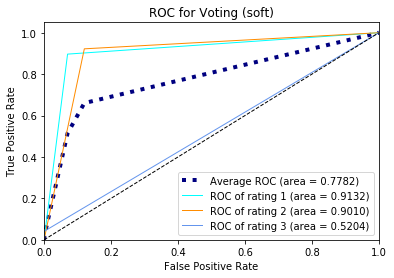 ROC for Voting (soft)
True Positive Rate
1.0
0.8
0.6
0.4
0.2
0.0
Average ROC (area = 0.7782)
ROC of rating 1 (area = 0.9132)
ROC of rating 2 (area = 0.9010)
ROC of rating 3 (area = 0.5204)
0.0 0.2 0.4 0.6 0.8 1.0
False Positive Rate